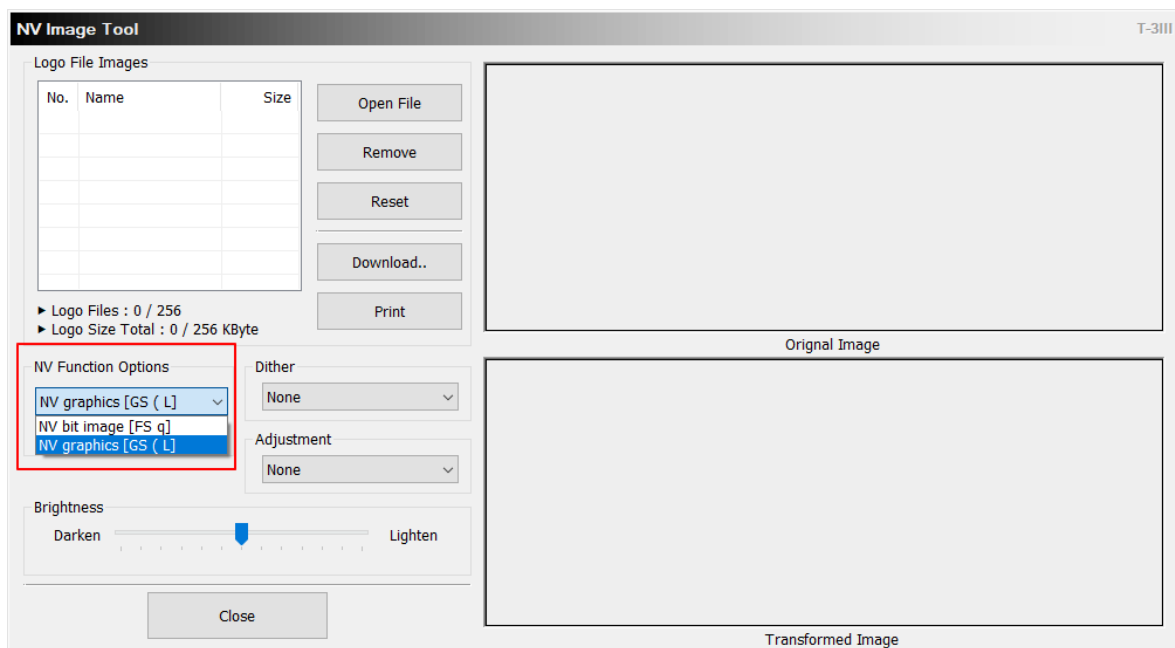 NV Image Tool
T-3III
Logo File Images
No. Name Size
Open File
Remove
Reset
Download..
Print
► Logo Files : 0 / 256
► Logo Size Total : 0 / 256 KByte
Orignal Image
NV Function Options
NV graphics [GS ( L]
NV bit image [FS q]
NV graphics [GS ( L]
Dither
None
Adjustment
None
Brightness
Darken Lighten
Close
Transformed Image